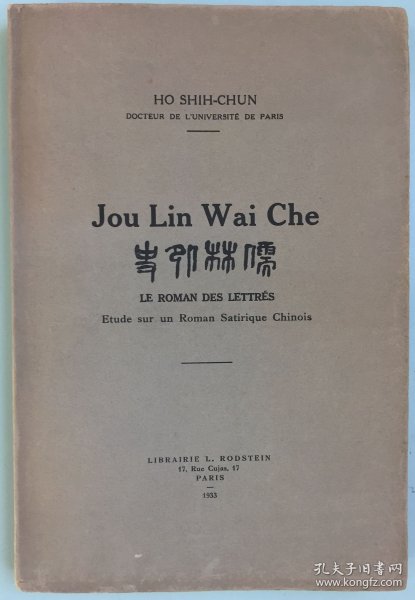 HO SHIH-CHUN
DOCTEUR DE L'UNIVERSITÉ DE PARIS
Jou Lin Wai Che
儒林外史
LE ROMAN DES LETTRÉS
Etude sur un Roman Satirique Chinois
LIBRAIRIE L. RODSTEIN
17, Rue Cujas, 17
PARIS
1933
孔夫子旧书网
www.kongfz.com